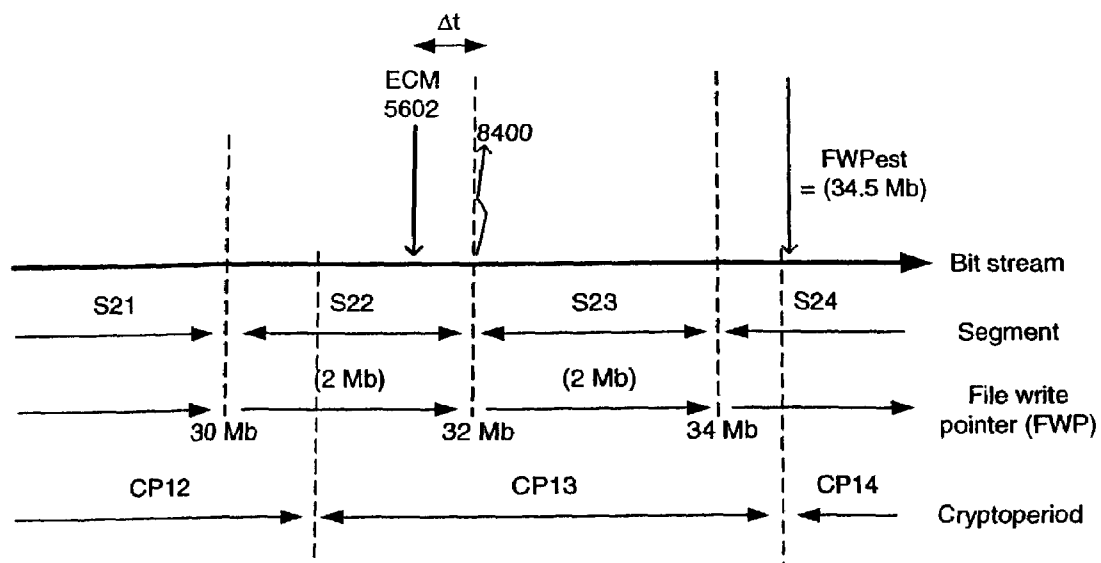 Δt
ECM
5602
8400
FWPest
= (34.5 Mb)
Bit stream
S21
S22
S23
S24
Segment
(2 Mb)
(2 Mb)
File write
pointer (FWP)
30 Mb
32 Mb
34 Mb
CP12
CP13
CP14
Cryptoperiod